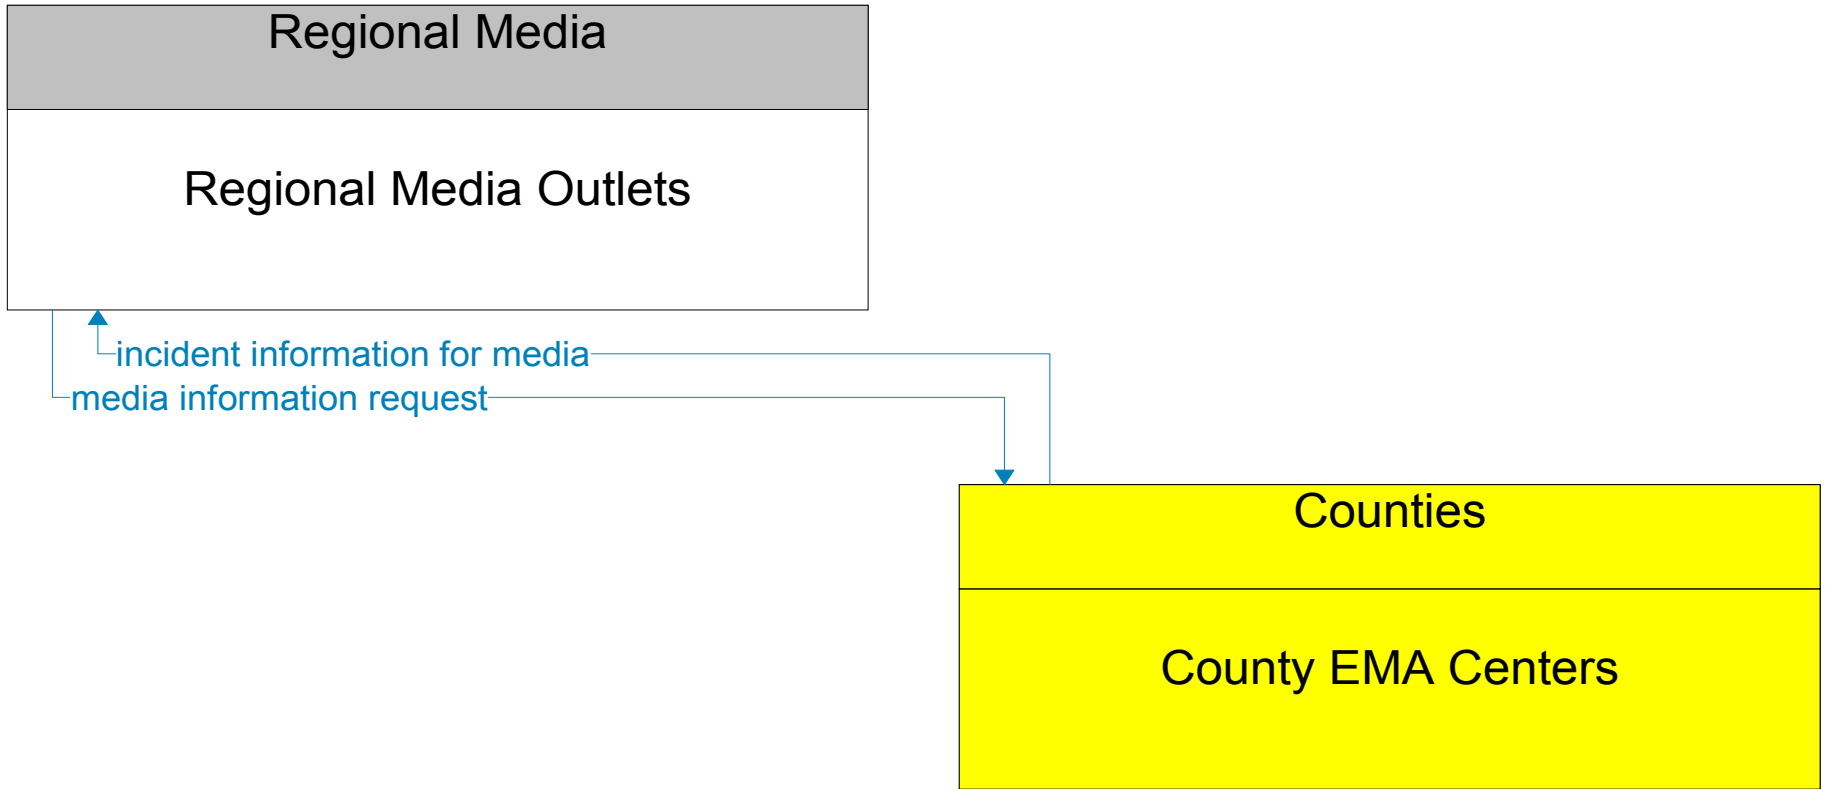 Regional Media
Regional Media Outlets
incident information for media
media information request
Counties
County EMA Centers